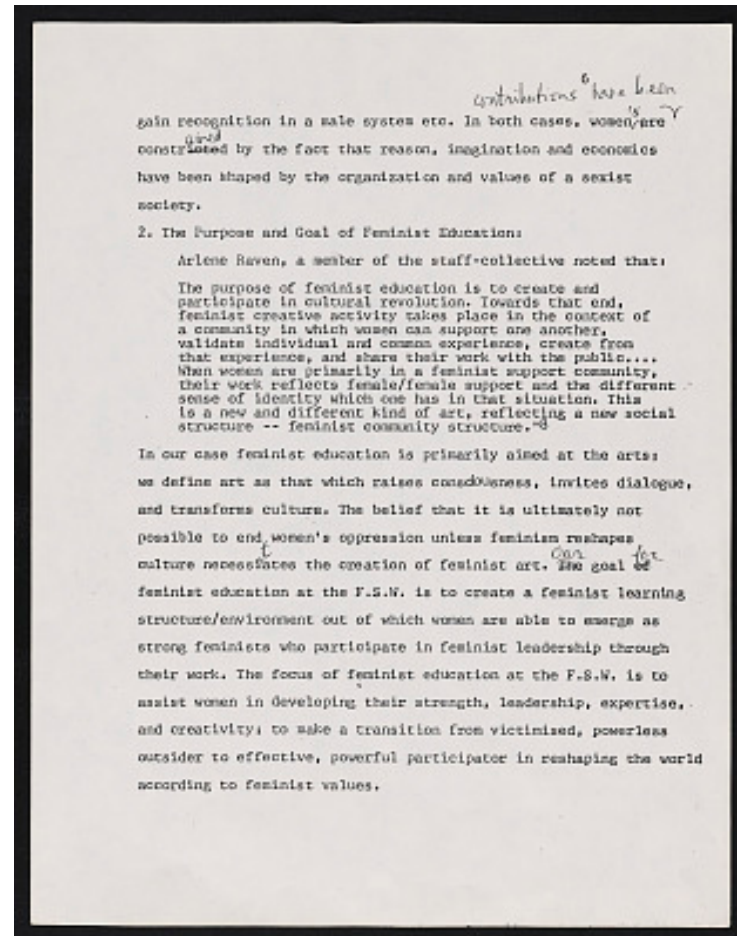 contributions have been
gain recognition in a male system etc. In both cases, women's are
constrained by the fact that reason, imagination and economics
have been shaped by the organization and values of a sexist
society.
2. The Purpose and Goal of Feminist Education:
Arlene Raven, a member of the staff-collective noted that:
The purpose of feminist education is to create and
participate in cultural revolution. Towards that end,
feminist creative activity takes place in the context of
a community in which women can support one another,
validate individual and common experience, create from
that experience, and share their work with the public....
When women are primarily in a feminist support community,
their work reflects female/female support and the different
sense of identity which one has in that situation. This
is a new and different kind of art, reflecting a new social
structure -- feminist community structure."
In our case feminist education is primarily aimed at the arts:
we define art as that which raises consciousness, invites dialogue,
and transforms culture. The belief that it is ultimately not
possible to end women's oppression unless feminism reshapes
t Our for
culture necessitates the creation of feminist art. The goal of
feminist education at the F.S.W. is to create a feminist learning
structure/environment out of which women are able to emerge as
strong feminists who participate in feminist leadership through
their work. The focus of feminist education at the F.S.W. is to
assist women in developing their strength, leadership, expertise,
and creativity; to make a transition from victimized, powerless
outsider to effective, powerful participator in reshaping the world
according to feminist values.